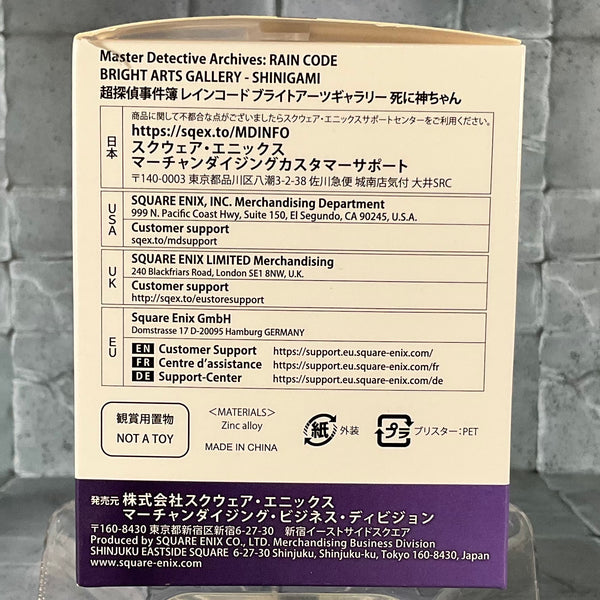 Master Detective Archives: RAIN CODE
BRIGHT ARTS GALLERY - SHINIGAMI
超探偵事件簿 レインコード ブライトアーツギャラリー 死に神ちゃん
日本
商品に関して不都合な点がございましたらスクウェア・エニックスサポートセンターをご利用ください。
https://sqex.to/MDINFO
スクウェア・エニックス
マーチャンダイジングカスタマーサポート
〒140-0003 東京都品川区八潮3-2-38 佐川急便 城南店気付 大井SRC
USA
SQUARE ENIX, INC. Merchandising Department
999 N. Pacific Coast Hwy, Suite 150, El Segundo, CA 90245, U.S.A.
Customer support
sqex.to/mdsupport
UK
SQUARE ENIX LIMITED Merchandising
240 Blackfriars Road, London SE1 8NW, U.K.
Customer support
http://sqex.to/eustoresupport
EU
Square Enix GmbH
Domstrasse 17 D-20095 Hamburg GERMANY
EN Customer Support https://support.eu.square-enix.com/
FR Centre d'assistance https://support.eu.square-enix.com/fr
DE Support-Center https://support.eu.square-enix.com/de
観賞用置物
NOT A TOY
<MATERIALS>
Zinc alloy
MADE IN CHINA
紙 外装
プラ ブリスター:PET
発売元 株式会社スクウェア・エニックス
マーチャンダイジング・ビジネス・ディビジョン
〒160-8430 東京都新宿区新宿6-27-30 新宿イーストサイドスクエア
Produced by SQUARE ENIX CO., LTD. Merchandising Business Division
SHINJUKU EASTSIDE SQUARE 6-27-30 Shinjuku, Shinjuku-ku, Tokyo 160-8430, Japan
www.square-enix.com